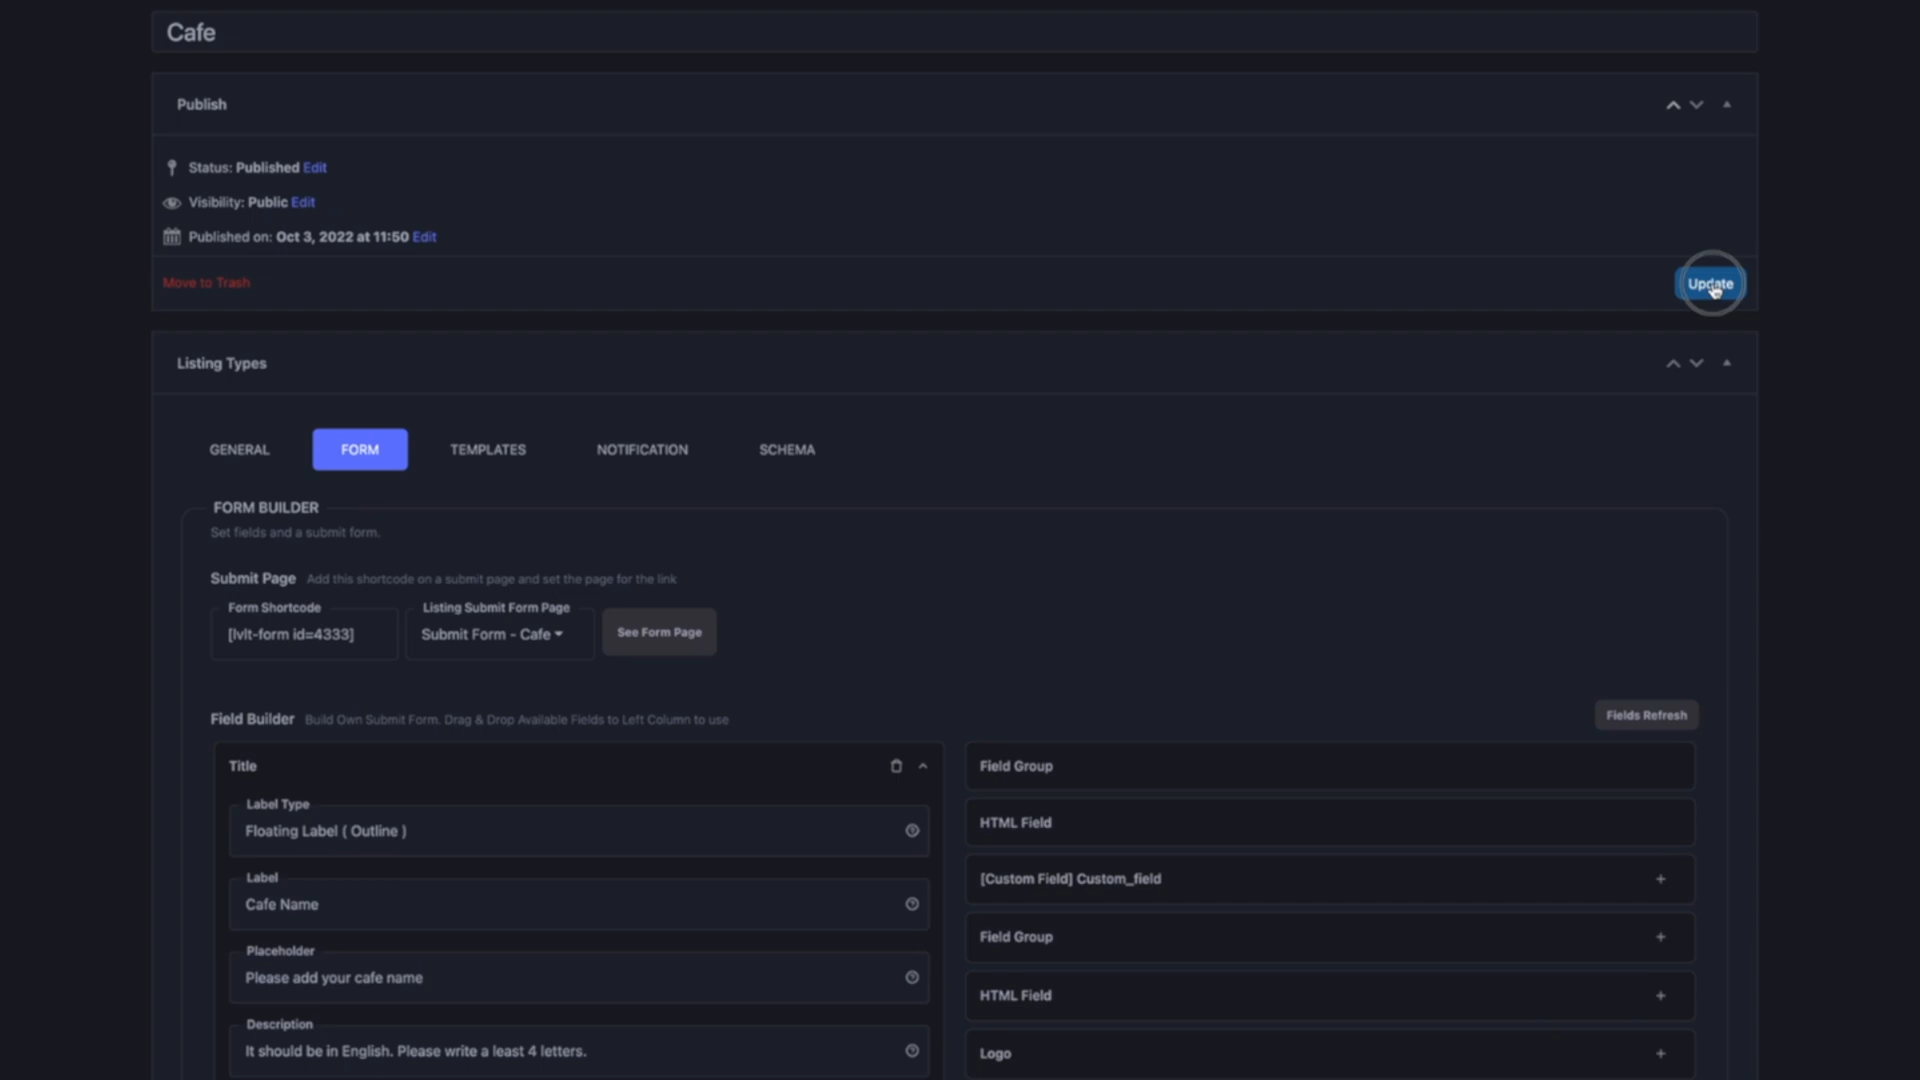 Cafe
Publish
Status: Published Edit
Visibility: Public Edit
Published on: Oct 3, 2022 at 11:50 Edit
Move to Trash
Update
Listing Types
GENERAL
FORM
TEMPLATES
NOTIFICATION
SCHEMA
FORM BUILDER
Set fields and a submit form.
Submit Page Add this shortcode on a submit page and set the page for the link
Form Shortcode
[lvlt-form id=4333]
Listing Submit Form Page
Submit Form - Cafe
See Form Page
Field Builder Build Own Submit Form. Drag & Drop Available Fields to Left Column to use
Fields Refresh
Title
Label Type
Floating Label ( Outline )
Label
Cafe Name
Placeholder
Please add your cafe name
Description
It should be in English. Please write a least 4 letters.
Field Group
HTML Field
[Custom Field] Custom_field
Field Group
HTML Field
Logo